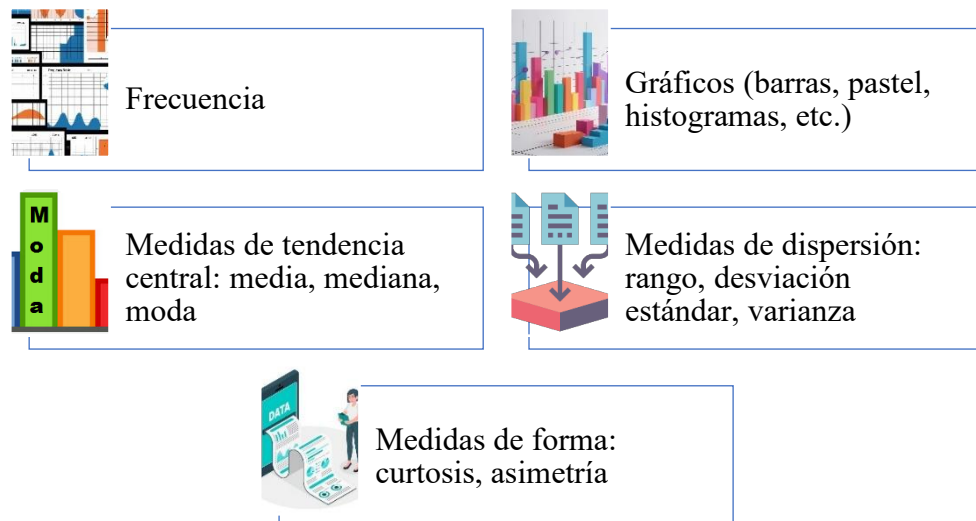 Frecuencia
Gráficos (barras, pastel,
histogramas, etc.)
Moda
Medidas de tendencia
central: media, mediana,
moda
Medidas de dispersión:
rango, desviación
estándar, varianza
DATA
Medidas de forma:
curtosis, asimetría